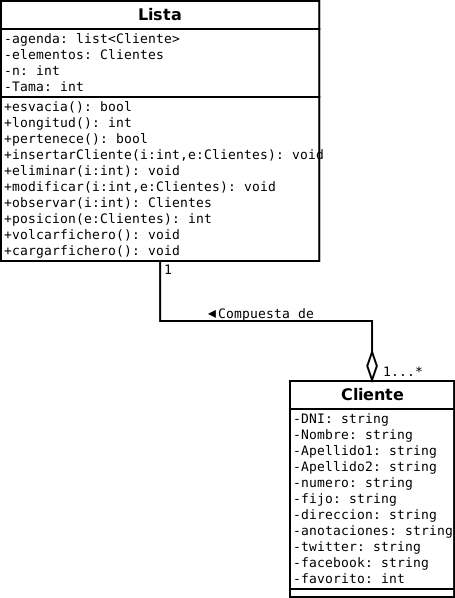 Lista
-agenda: list<Cliente>
-elementos: Clientes
-n: int
-Tama: int
+esvacia(): bool
+longitud(): int
+pertenece(): bool
+insertarCliente(i:int,e:Clientes): void
+eliminar(i:int): void
+modificar(i:int,e:Clientes): void
+observar(i:int): Clientes
+posicion(e:Clientes): int
+volcarfichero(): void
+cargarfichero(): void
1
◄Compuesta de
1...*
Cliente
-DNI: string
-Nombre: string
-Apellido1: string
-Apellido2: string
-numero: string
-fijo: string
-direccion: string
-anotaciones: string
-twitter: string
-facebook: string
-favorito: int